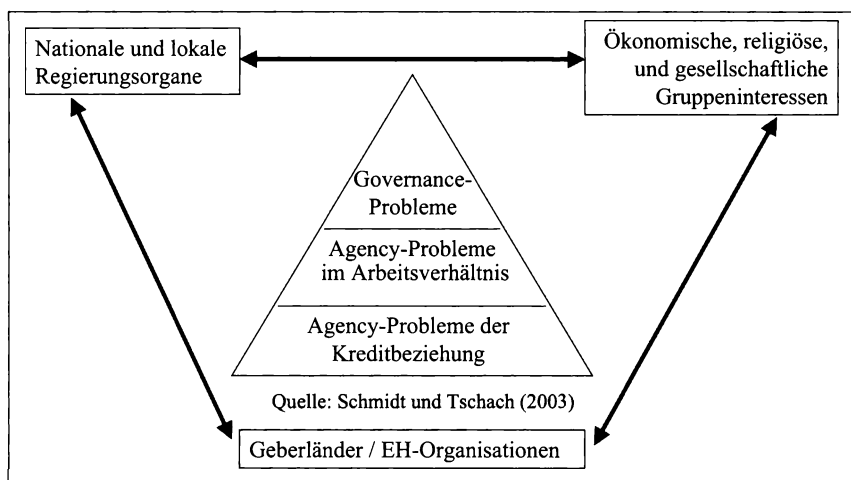 Nationale und lokale
Regierungsorgane
Ökonomische, religiöse,
und gesellschaftliche
Gruppeninteressen
Governance-
Probleme
Agency-Probleme
im Arbeitsverhältnis
Agency-Probleme der
Kreditbeziehung
Quelle: Schmidt und Tschach (2003)
Geberländer / EH-Organisationen